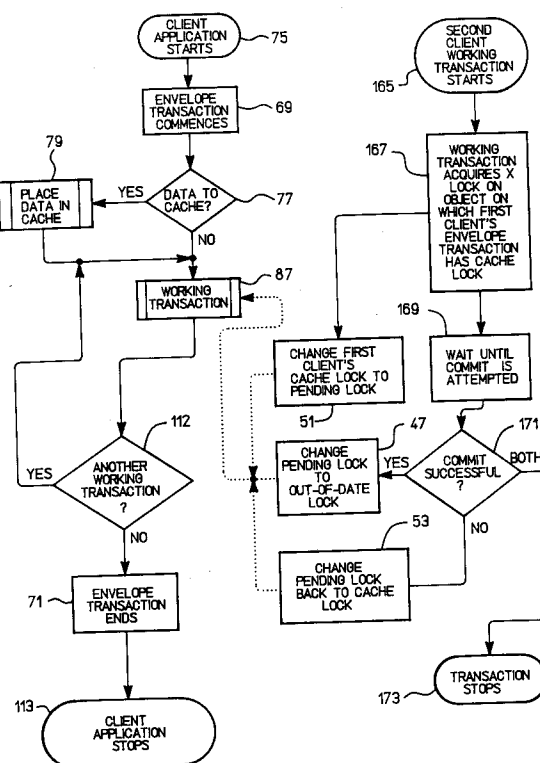 CLIENT
APPLICATION
STARTS
75
ENVELOPE
TRANSACTION
COMMENCES
69
79
PLACE
DATA IN
CACHE
YES
DATA TO
CACHE?
77
NO
87
WORKING
TRANSACTION
112
YES
ANOTHER
WORKING
TRANSACTION
?
NO
71
ENVELOPE
TRANSACTION
ENDS
113
CLIENT
APPLICATION
STOPS
SECOND
CLIENT
WORKING
TRANSACTION
STARTS
165
167
WORKING
TRANSACTION
ACQUIRES X
LOCK ON
OBJECT ON
WHICH FIRST
CLIENT'S
ENVELOPE
TRANSACTION
HAS CACHE
LOCK
169
WAIT UNTIL
COMMIT IS
ATTEMPTED
CHANGE FIRST
CLIENT'S
CACHE LOCK TO
PENDING LOCK
51
47
171
CHANGE
PENDING LOCK
TO
OUT-OF-DATE
LOCK
YES
COMMIT
SUCCESSFUL
?
BOTH
NO
53
CHANGE
PENDING LOCK
BACK TO CACHE
LOCK
TRANSACTION
STOPS
173